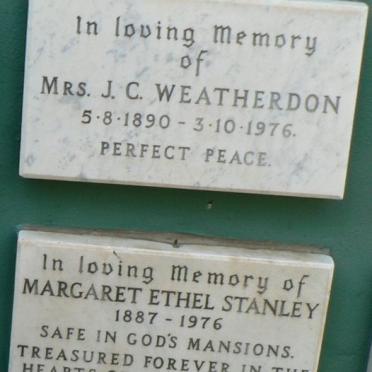 In loving Memory
of
MRS. J. C. WEATHERDON
5·8·1890 - 3·10·1976.
PERFECT PEACE.
In loving Memory of
MARGARET ETHEL STANLEY
1887 - 1976
SAFE IN GOD'S MANSIONS.
TREASURED FOREVER IN THE
HEARTS